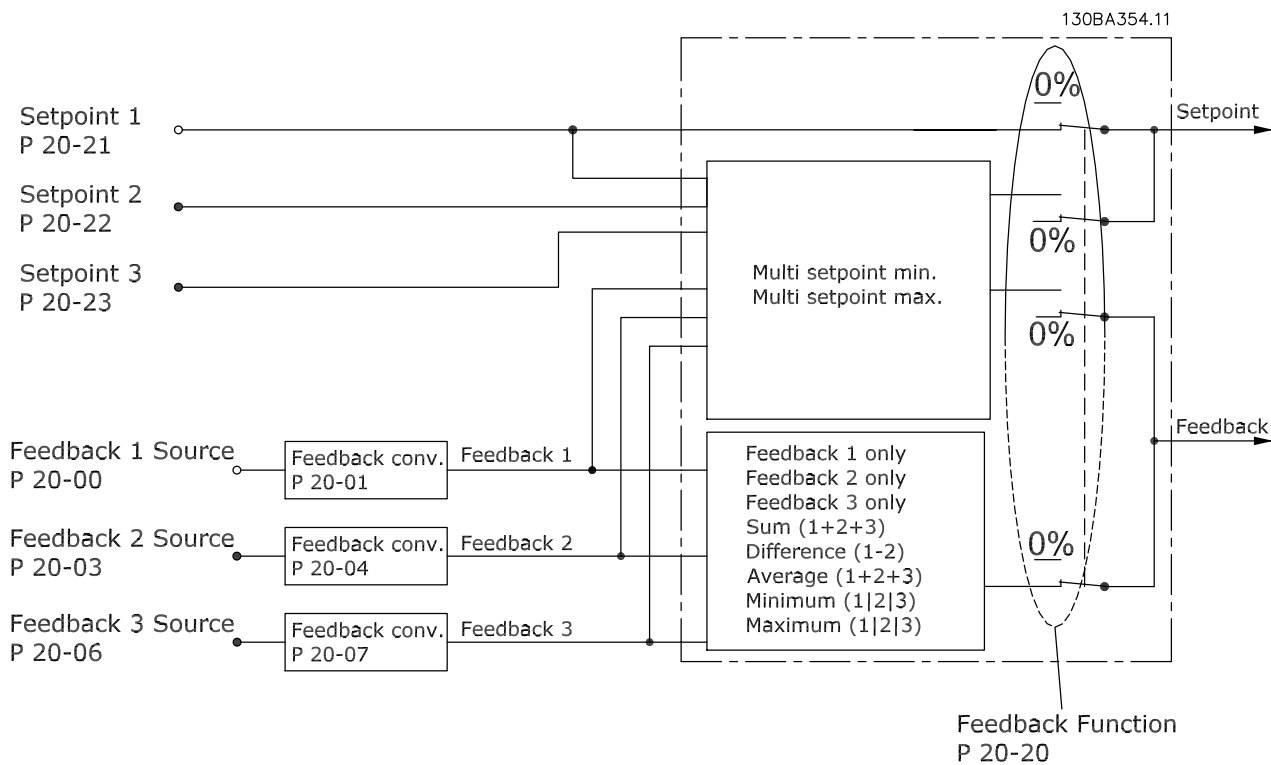 130BA354.11
0%
Setpoint 1
P 20-21
Setpoint
Setpoint 2
P 20-22
0%
Setpoint 3
P 20-23
Multi setpoint min.
Multi setpoint max.
0%
Feedback
Feedback 1 Source
P 20-00
Feedback conv.
P 20-01
Feedback 1
Feedback 1 only
Feedback 2 only
Feedback 3 only
Sum (1+2+3)
Difference (1-2)
Average (1+2+3)
Minimum (1|2|3)
Maximum (1|2|3)
0%
Feedback 2 Source
P 20-03
Feedback conv.
P 20-04
Feedback 2
Feedback 3 Source
P 20-06
Feedback conv.
P 20-07
Feedback 3
Feedback Function
P 20-20